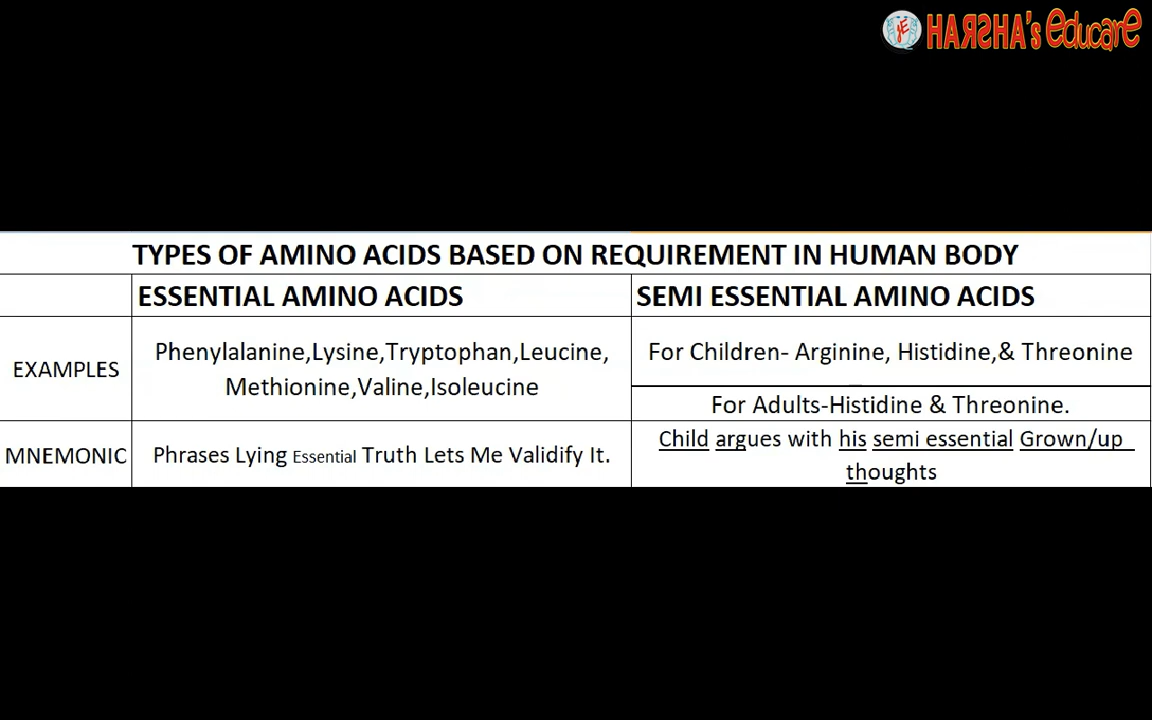 HARSHA's educare
TYPES OF AMINO ACIDS BASED ON REQUIREMENT IN HUMAN BODY
ESSENTIAL AMINO ACIDS
SEMI ESSENTIAL AMINO ACIDS
EXAMPLES
Phenylalanine,Lysine,Tryptophan,Leucine,
Methionine,Valine,Isoleucine
For Children- Arginine, Histidine,& Threonine
For Adults-Histidine & Threonine.
MNEMONIC
Phrases Lying Essential Truth Lets Me Validify It.
Child argues with his semi essential Grown/up
thoughts